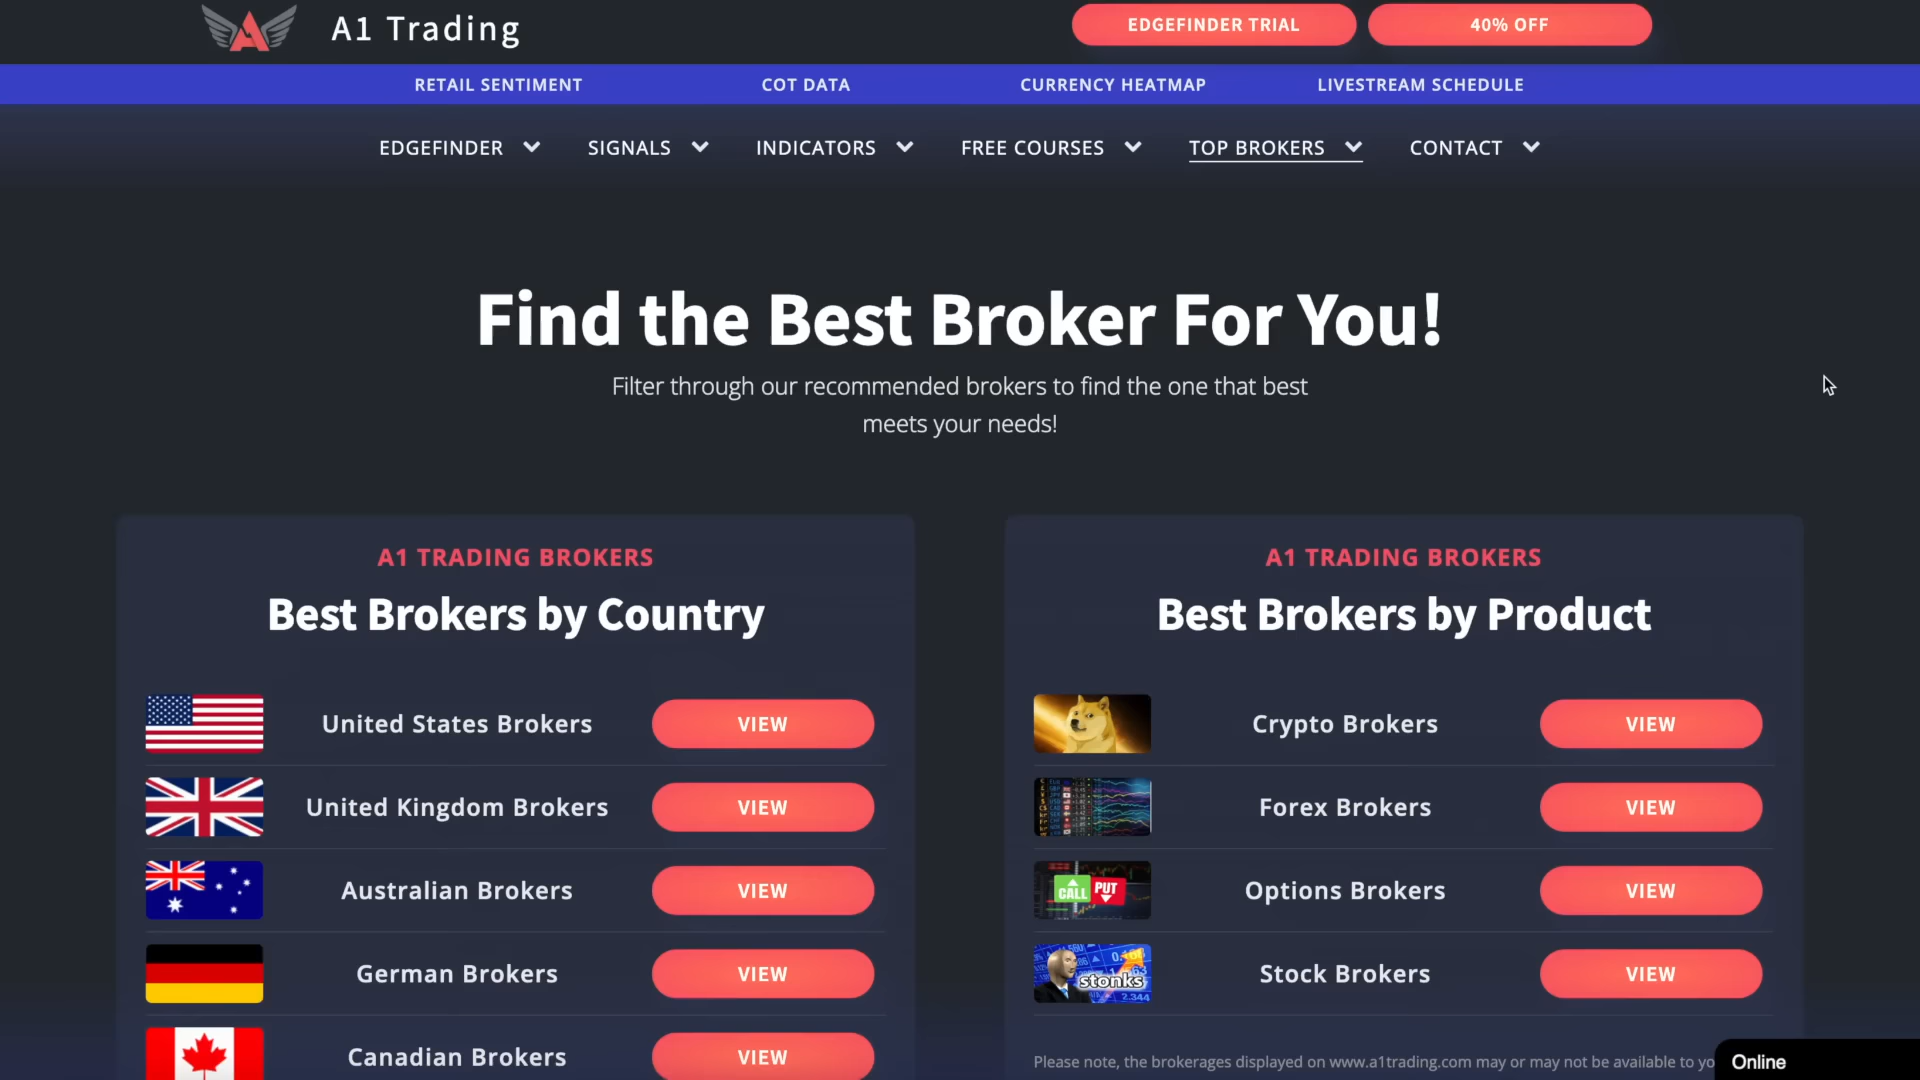 A1 Trading
EDGEFINDER TRIAL
40% OFF
RETAIL SENTIMENT
COT DATA
CURRENCY HEATMAP
LIVESTREAM SCHEDULE
EDGEFINDER
SIGNALS
INDICATORS
FREE COURSES
TOP BROKERS
CONTACT
Find the Best Broker For You!
Filter through our recommended brokers to find the one that best
meets your needs!
A1 TRADING BROKERS
Best Brokers by Country
United States Brokers
VIEW
United Kingdom Brokers
VIEW
Australian Brokers
VIEW
German Brokers
VIEW
Canadian Brokers
VIEW
A1 TRADING BROKERS
Best Brokers by Product
Crypto Brokers
VIEW
Forex Brokers
VIEW
CALL
PUT
Options Brokers
VIEW
stonks
2.344
Stock Brokers
VIEW
Please note, the brokerages displayed on www.a1trading.com may or may not be available to yo
Online